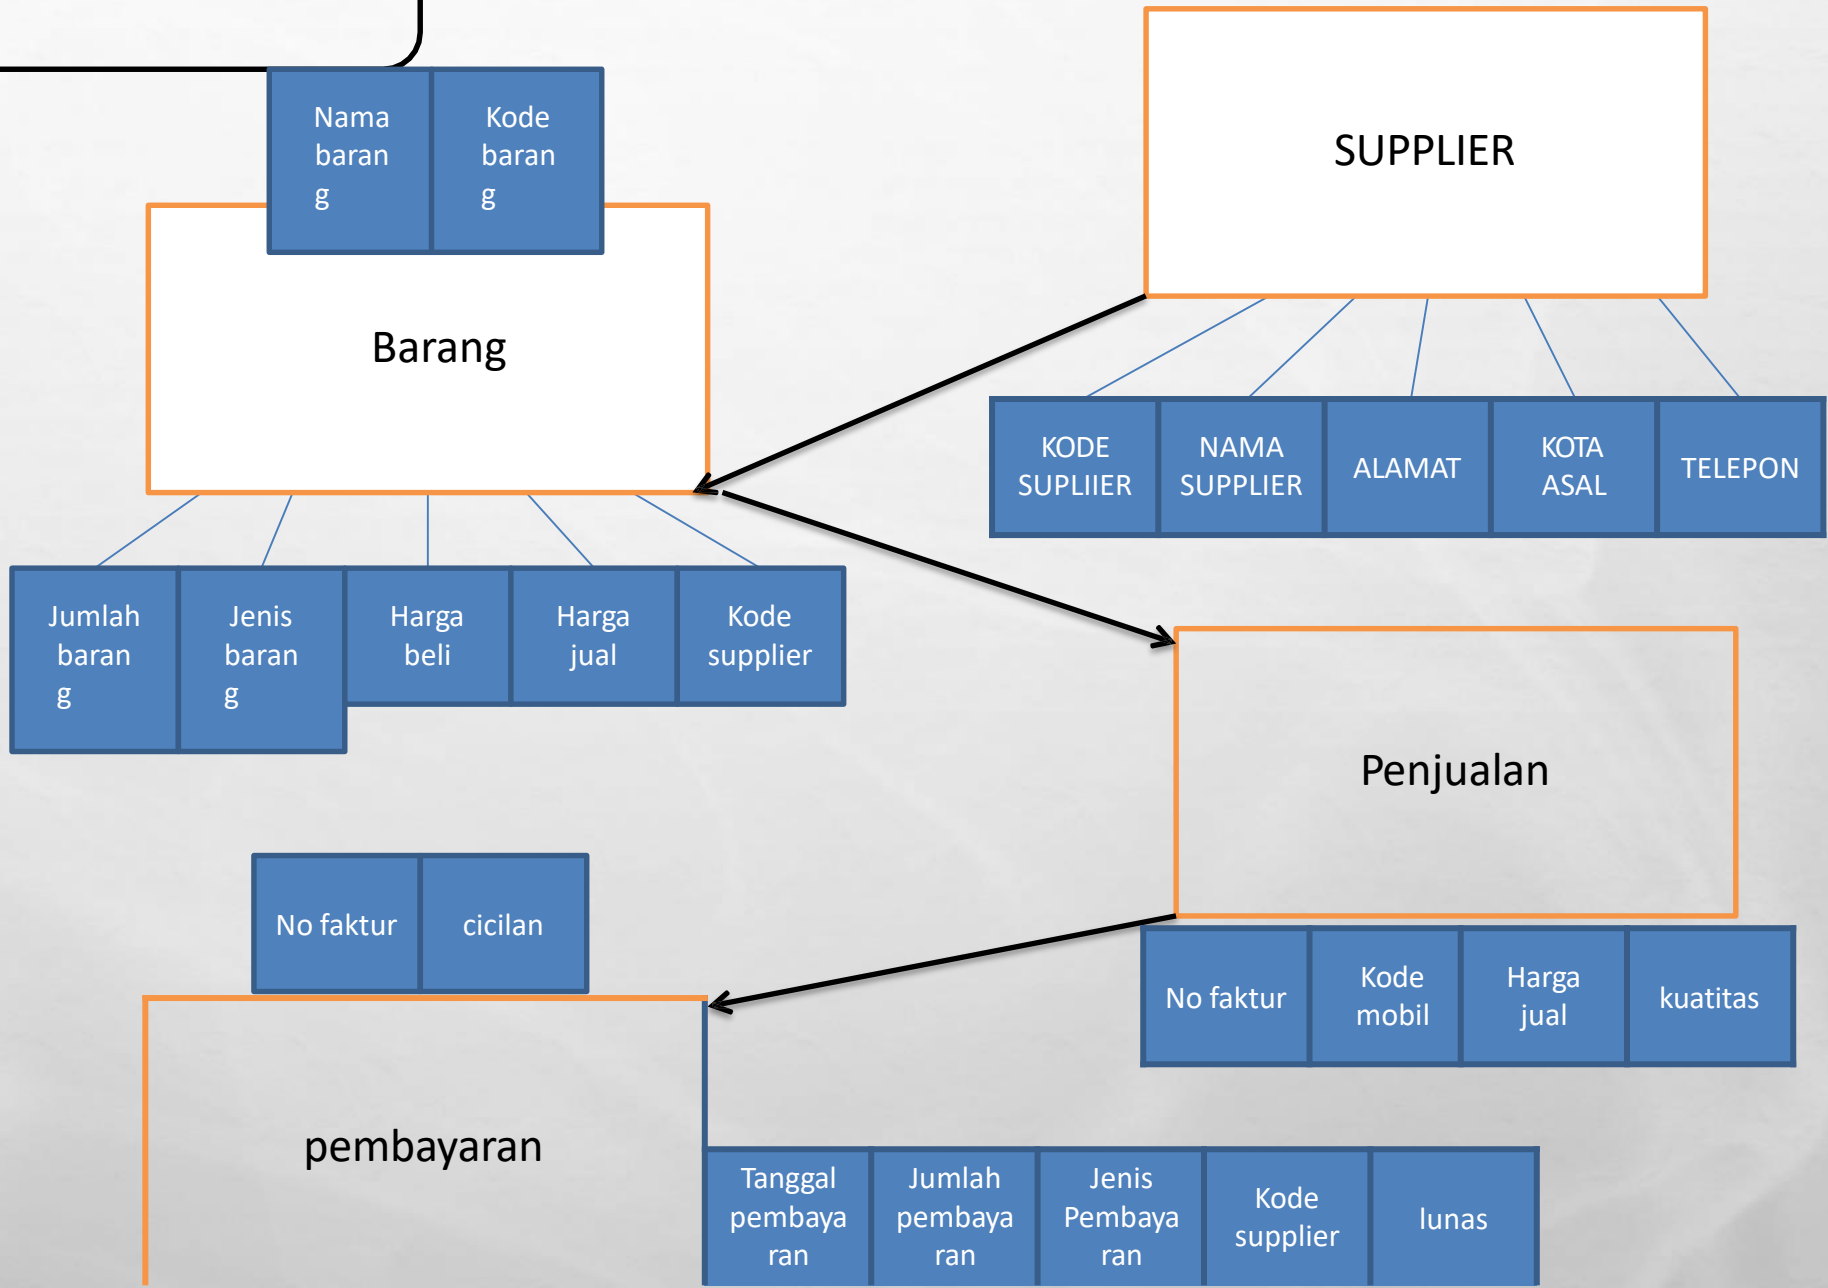 Nama
baran
g
Kode
baran
g
Barang
Jumlah
baran
g
Jenis
baran
g
Harga
beli
Harga
jual
Kode
supplier
SUPPLIER
KODE
SUPLIIER
NAMA
SUPPLIER
ALAMAT
KOTA
ASAL
TELEPON
Penjualan
No faktur
Kode
mobil
Harga
jual
kuatitas
No faktur
cicilan
pembayaran
Tanggal
pembaya
ran
Jumlah
pembaya
ran
Jenis
Pembaya
ran
Kode
supplier
lunas